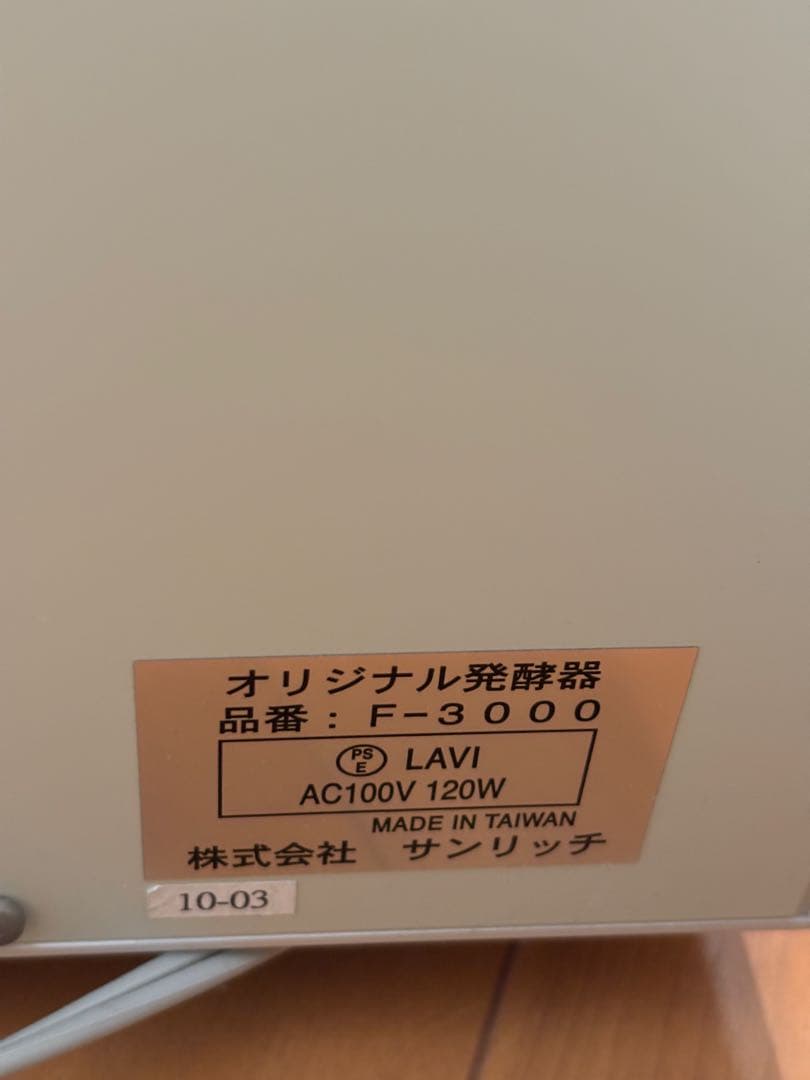 オリジナル発酵器
品番：F-3000
PSE LAVI
AC100V 120W
MADE IN TAIWAN
株式会社 サンリッチ
10-03